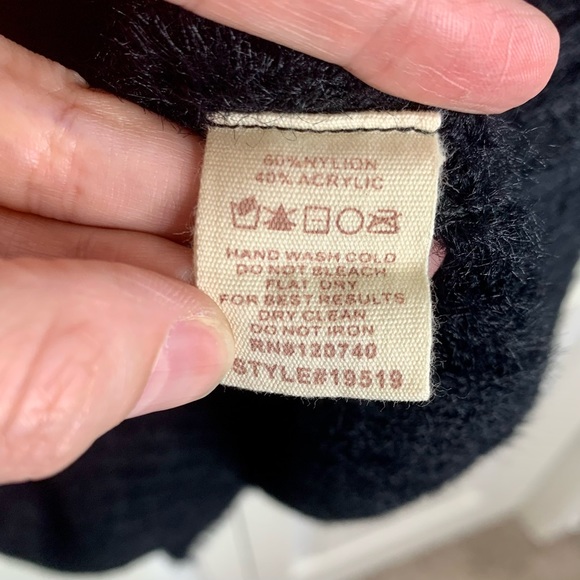 60%NYLION
40% ACRYLIC
HAND WASH COLD
DO NOT BLEACH
FLAT DRY
FOR BEST RESULTS
DRY CLEAN
DO NOT IRON
RN#120740
STYLE#19519